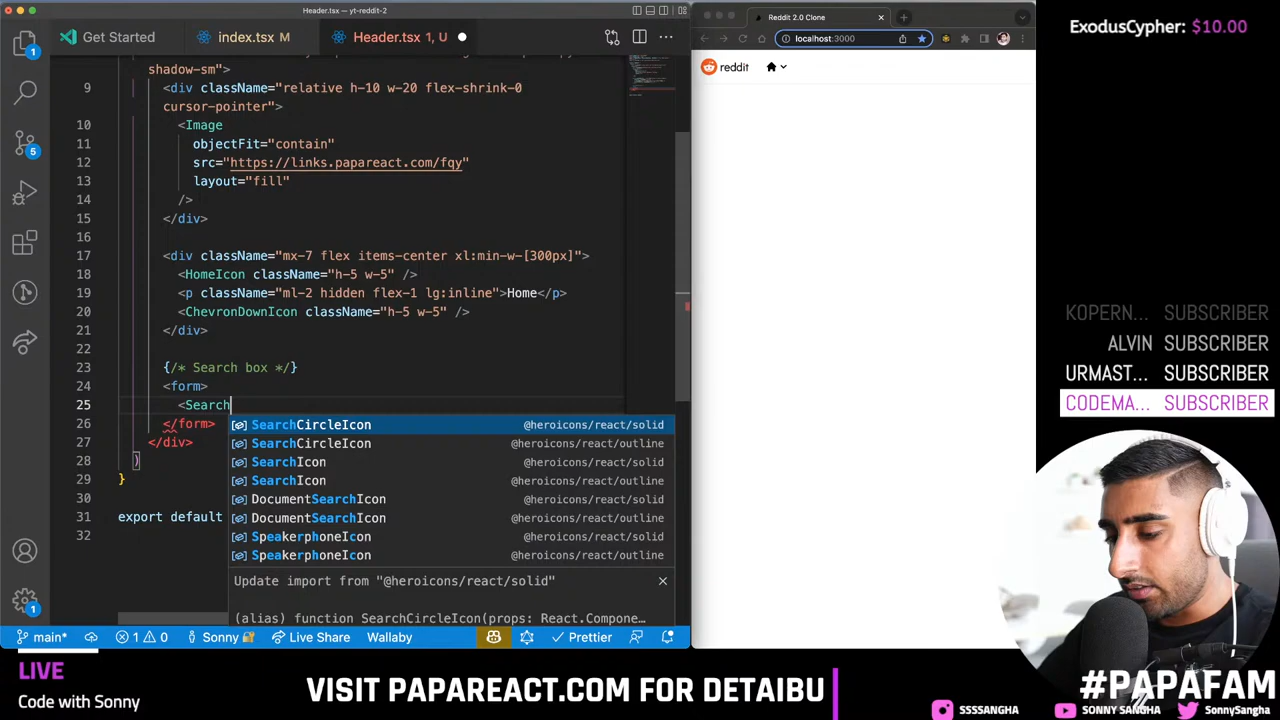 Header.tsx — yt-reddit-2
Get Started
index.tsx M
Header.tsx 1, U
shadow-sm">
9 <div className="relative h-10 w-20 flex-shrink-0
cursor-pointer">
10 <Image
11 objectFit="contain"
12 src="https://links.papareact.com/fqy"
13 layout="fill"
14 />
15 </div>
16
17 <div className="mx-7 flex items-center xl:min-w-[300px]">
18 <HomeIcon className="h-5 w-5" />
19 <p className="ml-2 hidden flex-1 lg:inline">Home</p>
20 <ChevronDownIcon className="h-5 w-5" />
21 </div>
22
23 {/* Search box */}
24 <form>
25 <Search
26 </form>
27 </div>
28 )
29 }
30
31 export default
32
SearchCircleIcon @heroicons/react/solid
SearchCircleIcon @heroicons/react/outline
SearchIcon @heroicons/react/solid
SearchIcon @heroicons/react/outline
DocumentSearchIcon @heroicons/react/solid
DocumentSearchIcon @heroicons/react/outline
SpeakerphoneIcon @heroicons/react/solid
SpeakerphoneIcon @heroicons/react/outline
Update import from "@heroicons/react/solid"
(alias) function SearchCircleIcon(props: React.Compone…
1
5
1
main* 1 0 Sonny Live Share Wallaby Prettier
Reddit 2.0 Clone
localhost:3000
reddit
ExodusCypher: $10.00
KOPERN... SUBSCRIBER
ALVIN SUBSCRIBER
URMAST... SUBSCRIBER
CODEMA... SUBSCRIBER
LIVE
Code with Sonny
VISIT PAPAREACT.COM FOR DETAIBU
#PAPAFAM
SSSSANGHA SONNY SANGHA SonnySangha